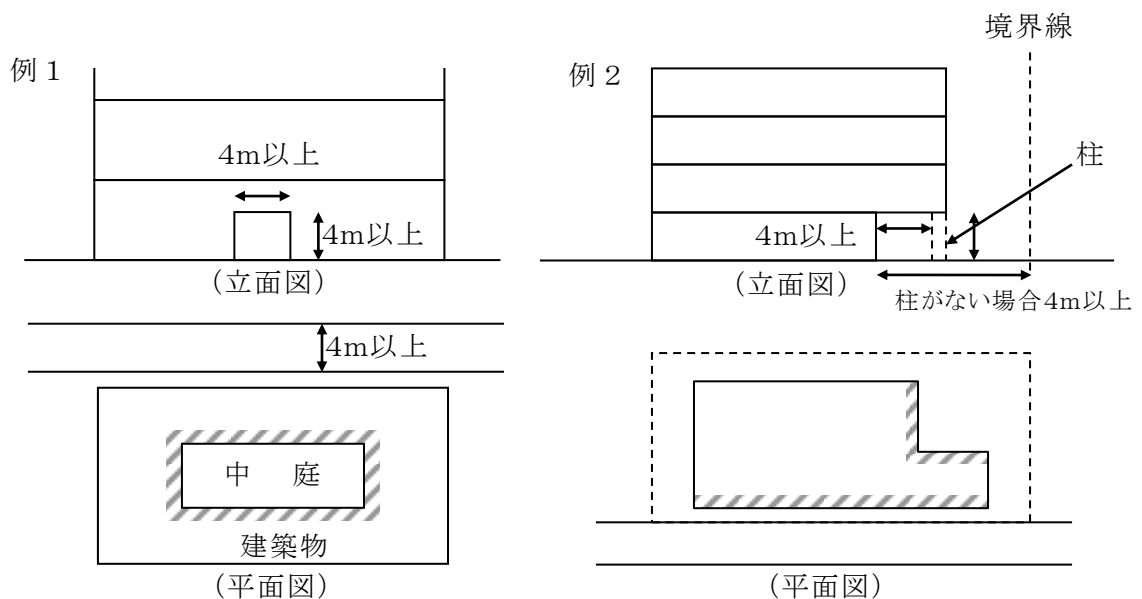 例1
4m以上
4m以上
(立面図)
4m以上
中　庭
建築物
(平面図)
境界線
例2
柱
4m以上
(立面図)
柱がない場合4m以上
(平面図)